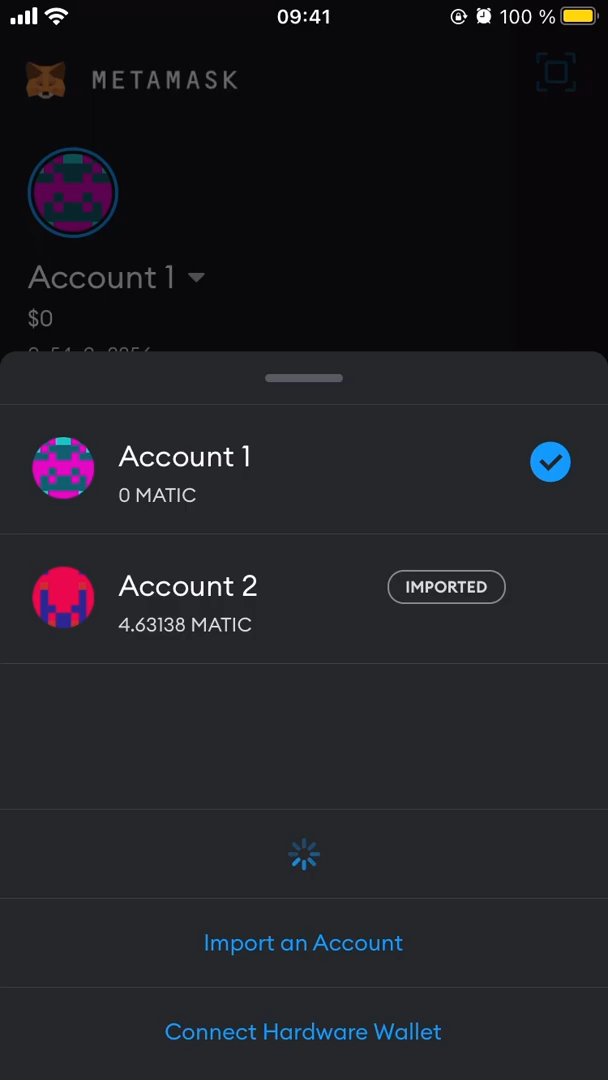 09:41
100 %
METAMASK
Account 1
$0
Account 1
0 MATIC
Account 2
IMPORTED
4.63138 MATIC
Import an Account
Connect Hardware Wallet